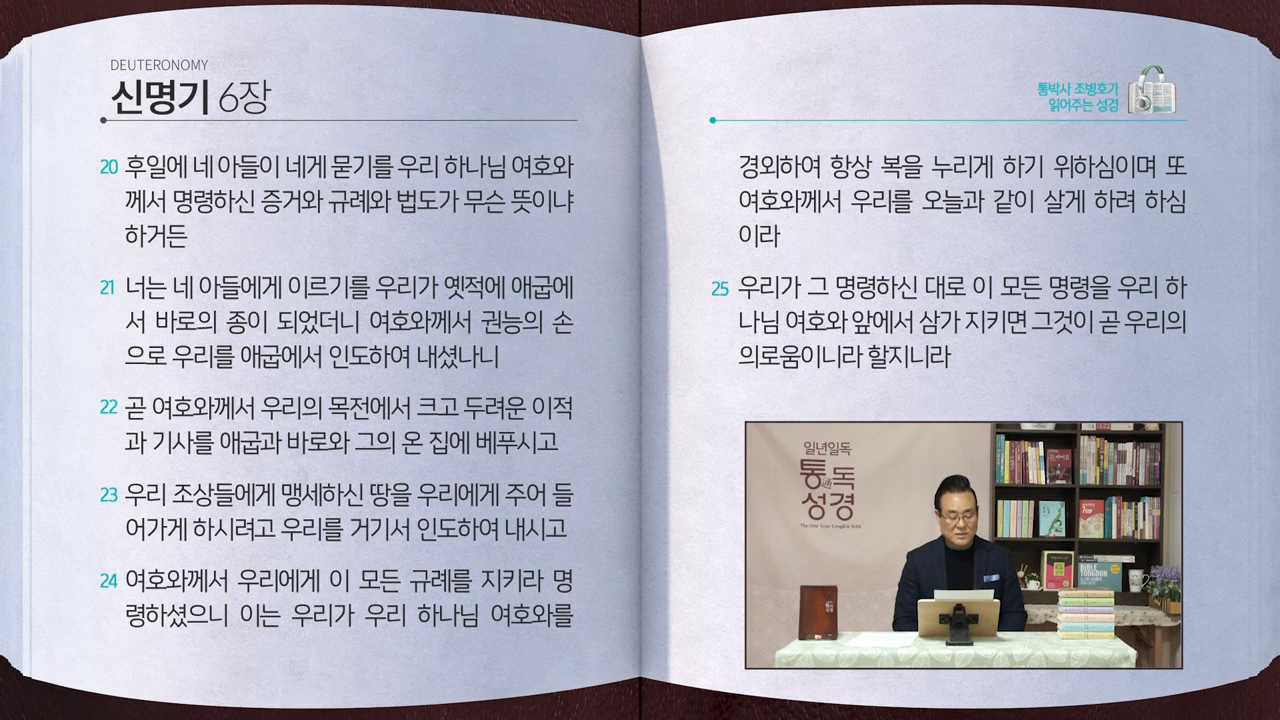 DEUTERONOMY
신명기 6장
20 후일에 네 아들이 네게 묻기를 우리 하나님 여호와
께서 명령하신 증거와 규례와 법도가 무슨 뜻이냐
하거든
21 너는 네 아들에게 이르기를 우리가 옛적에 애굽에
서 바로의 종이 되었더니 여호와께서 권능의 손
으로 우리를 애굽에서 인도하여 내셨나니
22 곧 여호와께서 우리의 목전에서 크고 두려운 이적
과 기사를 애굽과 바로와 그의 온 집에 베푸시고
23 우리 조상들에게 맹세하신 땅을 우리에게 주어 들
어가게 하시려고 우리를 거기서 인도하여 내시고
24 여호와께서 우리에게 이 모든 규례를 지키라 명
령하셨으니 이는 우리가 우리 하나님 여호와를
통박사 조병호가
읽어주는 성경
경외하여 항상 복을 누리게 하기 위하심이며 또
여호와께서 우리를 오늘과 같이 살게 하려 하심
이라
25 우리가 그 명령하신 대로 이 모든 명령을 우리 하
나님 여호와 앞에서 삼가 지키면 그것이 곧 우리의
의로움이니라 할지니라
일년일독
통독
성경
The One Year Tongdok Bible
BIBLE
TONGDOK